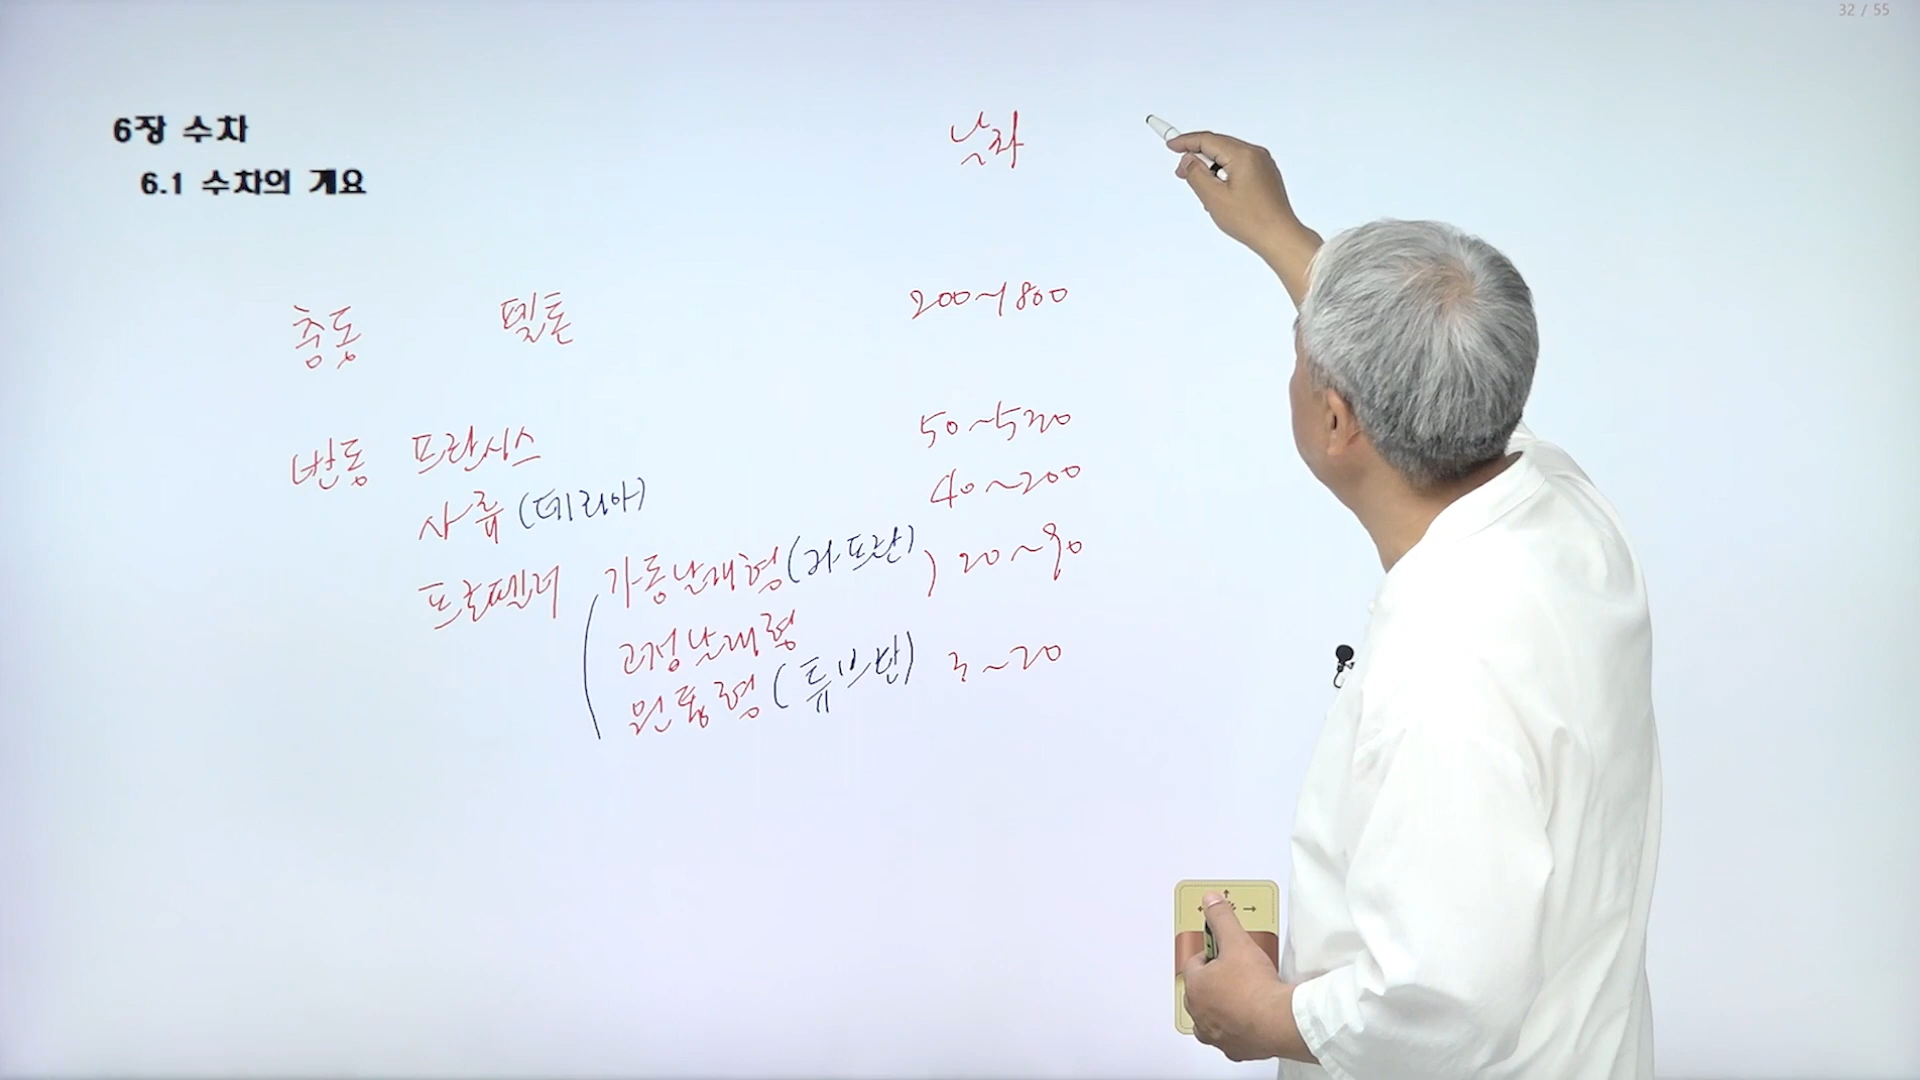 32 / 55
6장 수차
6.1 수차의 개요
낙차
충동 펠톤 200~1800
반동 프란시스 50~530
사류 (데리아) 40~200
프로펠러 가동날개형 (카프란) 20~90
고정날개형
원통형 (튜브란) 3~20